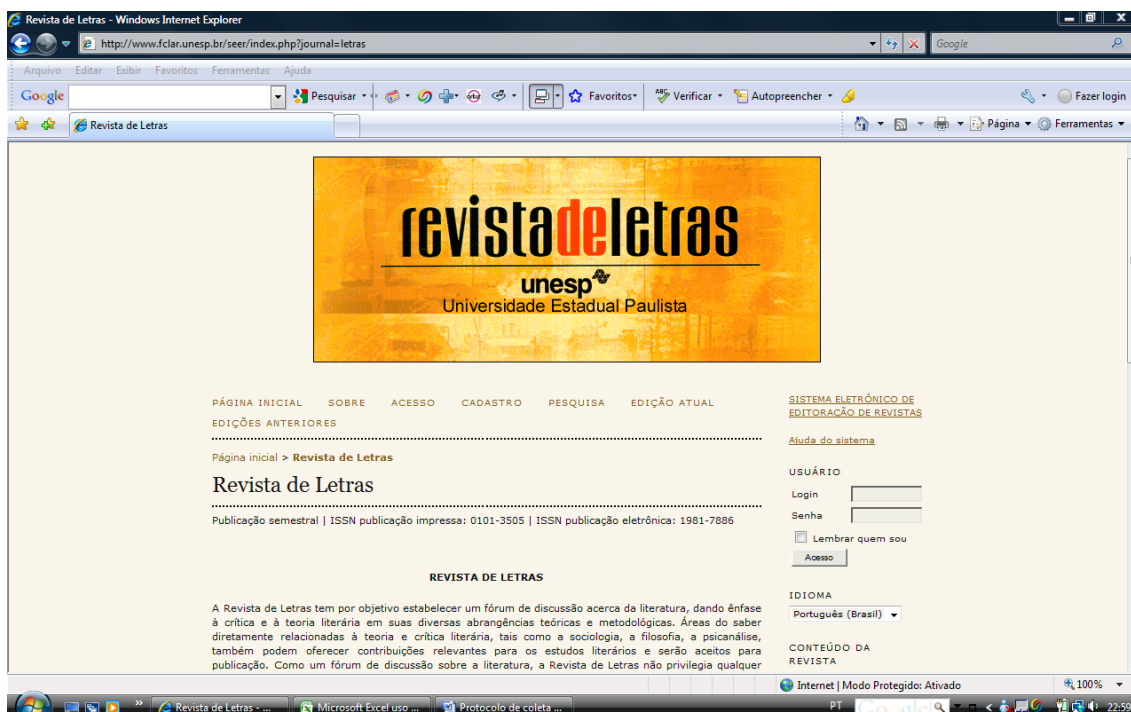 Revista de Letras - Windows Internet Explorer
http://www.fclar.unesp.br/seer/index.php?journal=letras
Google
Arquivo Editar Exibir Favoritos Ferramentas Ajuda
Google Pesquisar Favoritos Verificar Autopreencher Fazer login
Revista de Letras Página Ferramentas
revistadeletras
unesp
Universidade Estadual Paulista
PÁGINA INICIAL SOBRE ACESSO CADASTRO PESQUISA EDIÇÃO ATUAL
EDIÇÕES ANTERIORES
Página inicial > Revista de Letras
Revista de Letras
Publicação semestral | ISSN publicação impressa: 0101-3505 | ISSN publicação eletrônica: 1981-7886
REVISTA DE LETRAS
A Revista de Letras tem por objetivo estabelecer um fórum de discussão acerca da literatura, dando ênfase
à crítica e à teoria literária em suas diversas abrangências teóricas e metodológicas. Áreas do saber
diretamente relacionadas à teoria e crítica literária, tais como a sociologia, a filosofia, a psicanálise,
também podem oferecer contribuições relevantes para os estudos literários e serão aceitos para
publicação. Como um fórum de discussão sobre a literatura, a Revista de Letras não privilegia qualquer
SISTEMA ELETRÔNICO DE
EDITORAÇÃO DE REVISTAS
Ajuda do sistema
USUÁRIO
Login
Senha
Lembrar quem sou
Acesso
IDIOMA
Português (Brasil)
CONTEÚDO DA
REVISTA
Internet | Modo Protegido: Ativado 100%
Revista de Letras - ... Microsoft Excel uso ... Protocolo de coleta ... PT Google 22:59